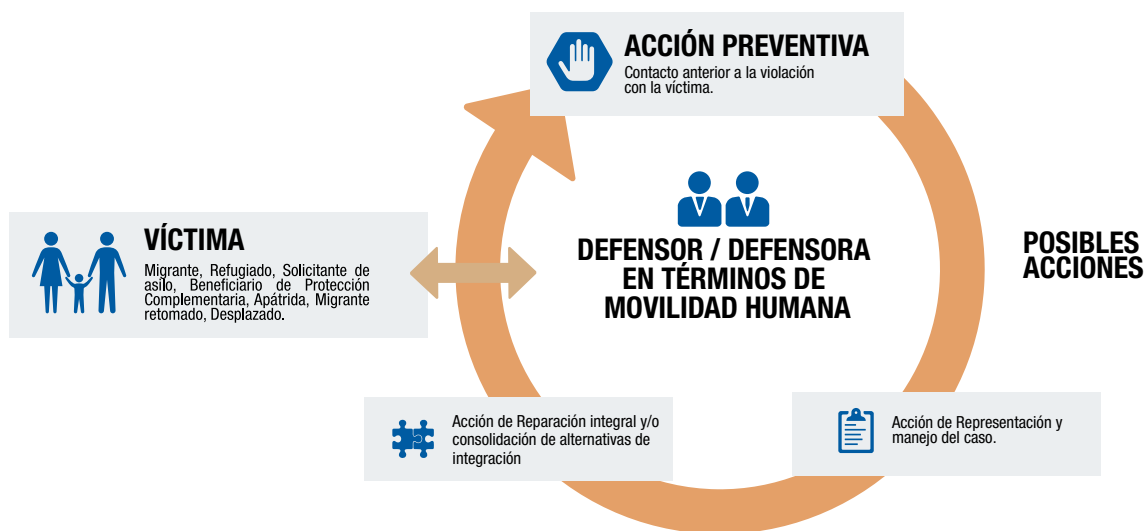 ACCIÓN PREVENTIVA
Contacto anterior a la violación
con la víctima.
VÍCTIMA
Migrante, Refugiado, Solicitante de
asilo, Beneficiario de Protección
Complementaria, Apátrida, Migrante
retomado, Desplazado.
DEFENSOR / DEFENSORA
EN TÉRMINOS DE
MOVILIDAD HUMANA
POSIBLES
ACCIONES
Acción de Reparación integral y/o
consolidación de alternativas de
integración
Acción de Representación y
manejo del caso.